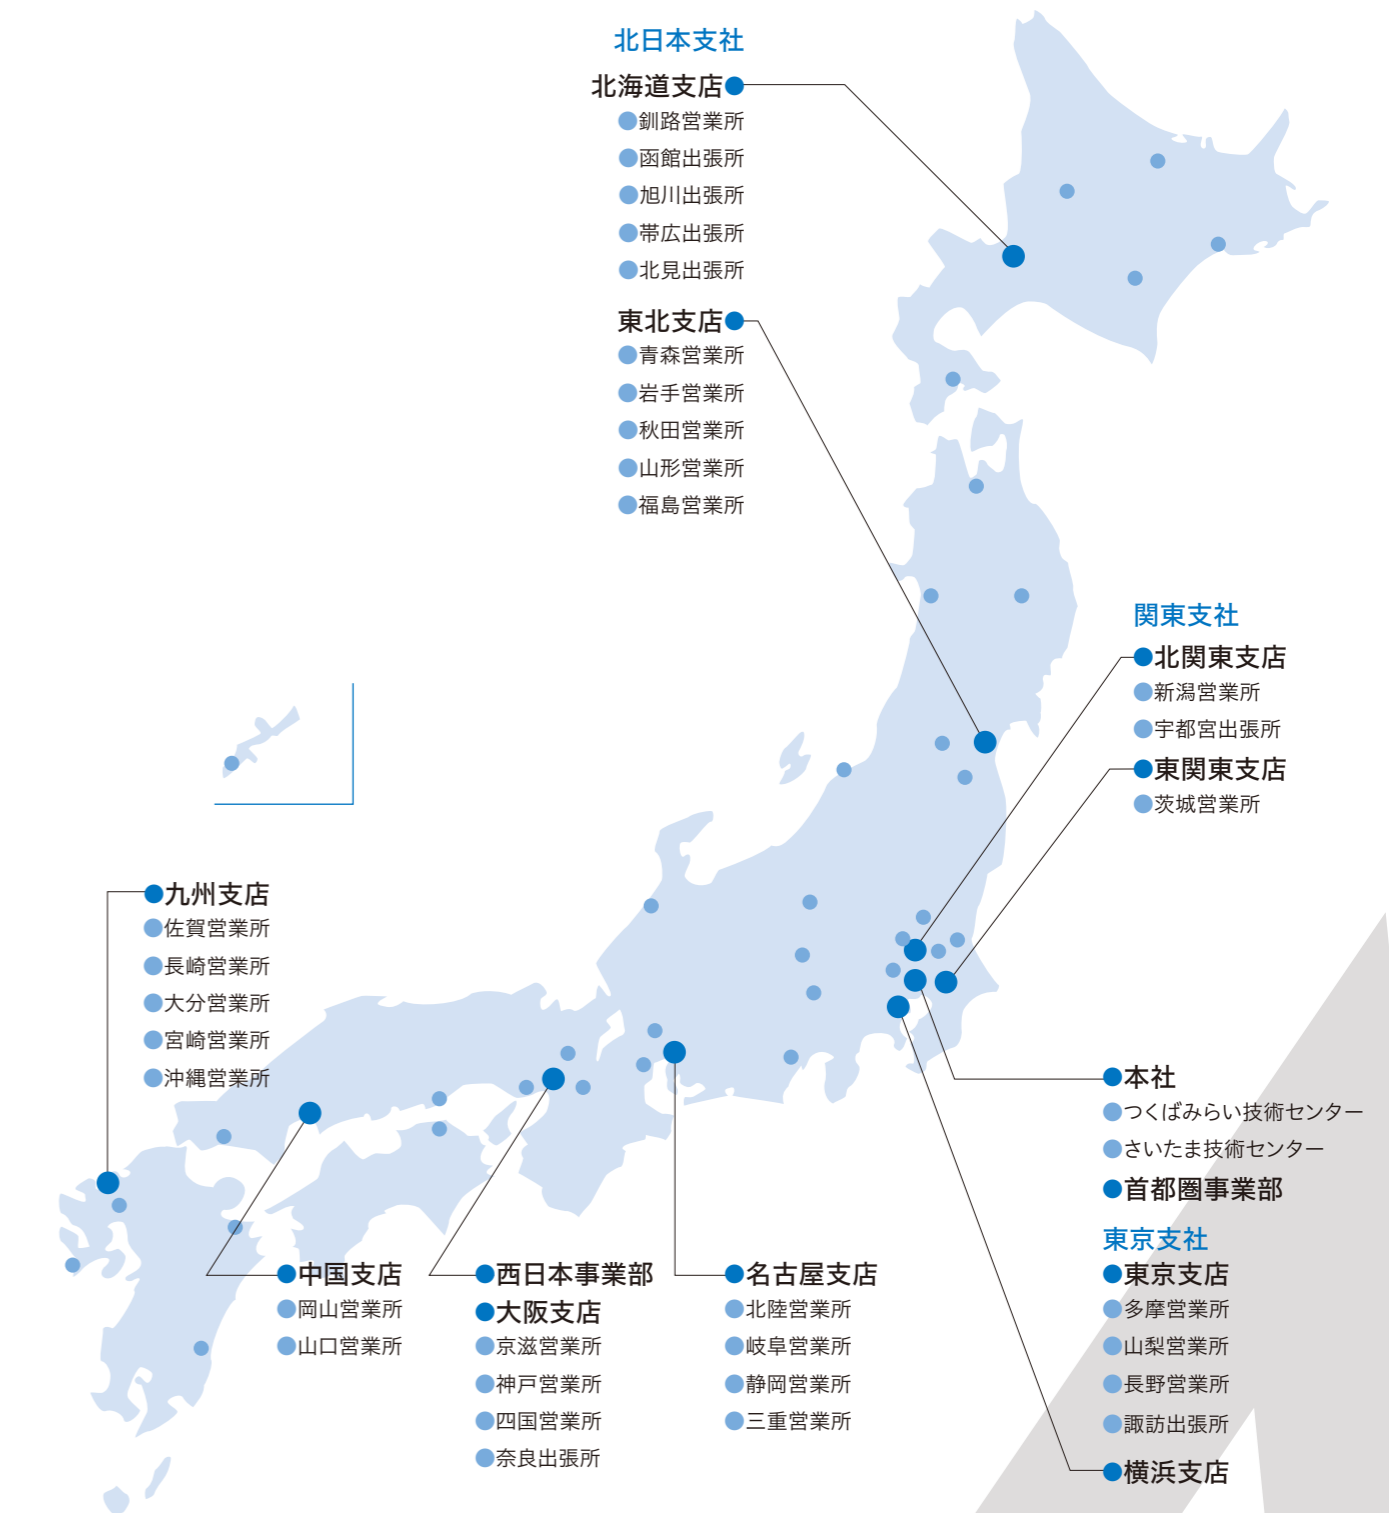 北日本支社
北海道支店
釧路営業所
函館出張所
旭川出張所
帯広出張所
北見出張所
東北支店
青森営業所
岩手営業所
秋田営業所
山形営業所
福島営業所
関東支社
北関東支店
新潟営業所
宇都宮出張所
東関東支店
茨城営業所
九州支店
佐賀営業所
長崎営業所
大分営業所
宮崎営業所
沖縄営業所
中国支店
岡山営業所
山口営業所
西日本事業部
大阪支店
京滋営業所
神戸営業所
四国営業所
奈良出張所
名古屋支店
北陸営業所
岐阜営業所
静岡営業所
三重営業所
本社
つくばみらい技術センター
さいたま技術センター
首都圏事業部
東京支社
東京支店
多摩営業所
山梨営業所
長野営業所
諏訪出張所
横浜支店